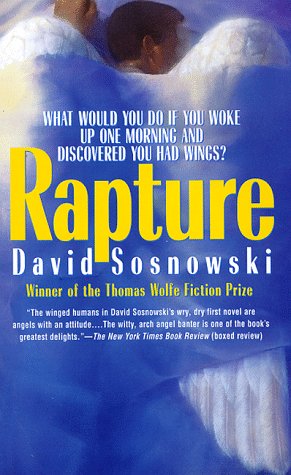 WHAT WOULD YOU DO IF YOU WOKE
UP ONE MORNING AND
DISCOVERED YOU HAD WINGS?
Rapture
David Sosnowski
Winner of the Thomas Wolfe Fiction Prize
"The winged humans in David Sosnowski's wry, dry first novel are
angels with an attitude....The witty, arch angel banter is one of the book's
greatest delights."—The New York Times Book Review (boxed review)